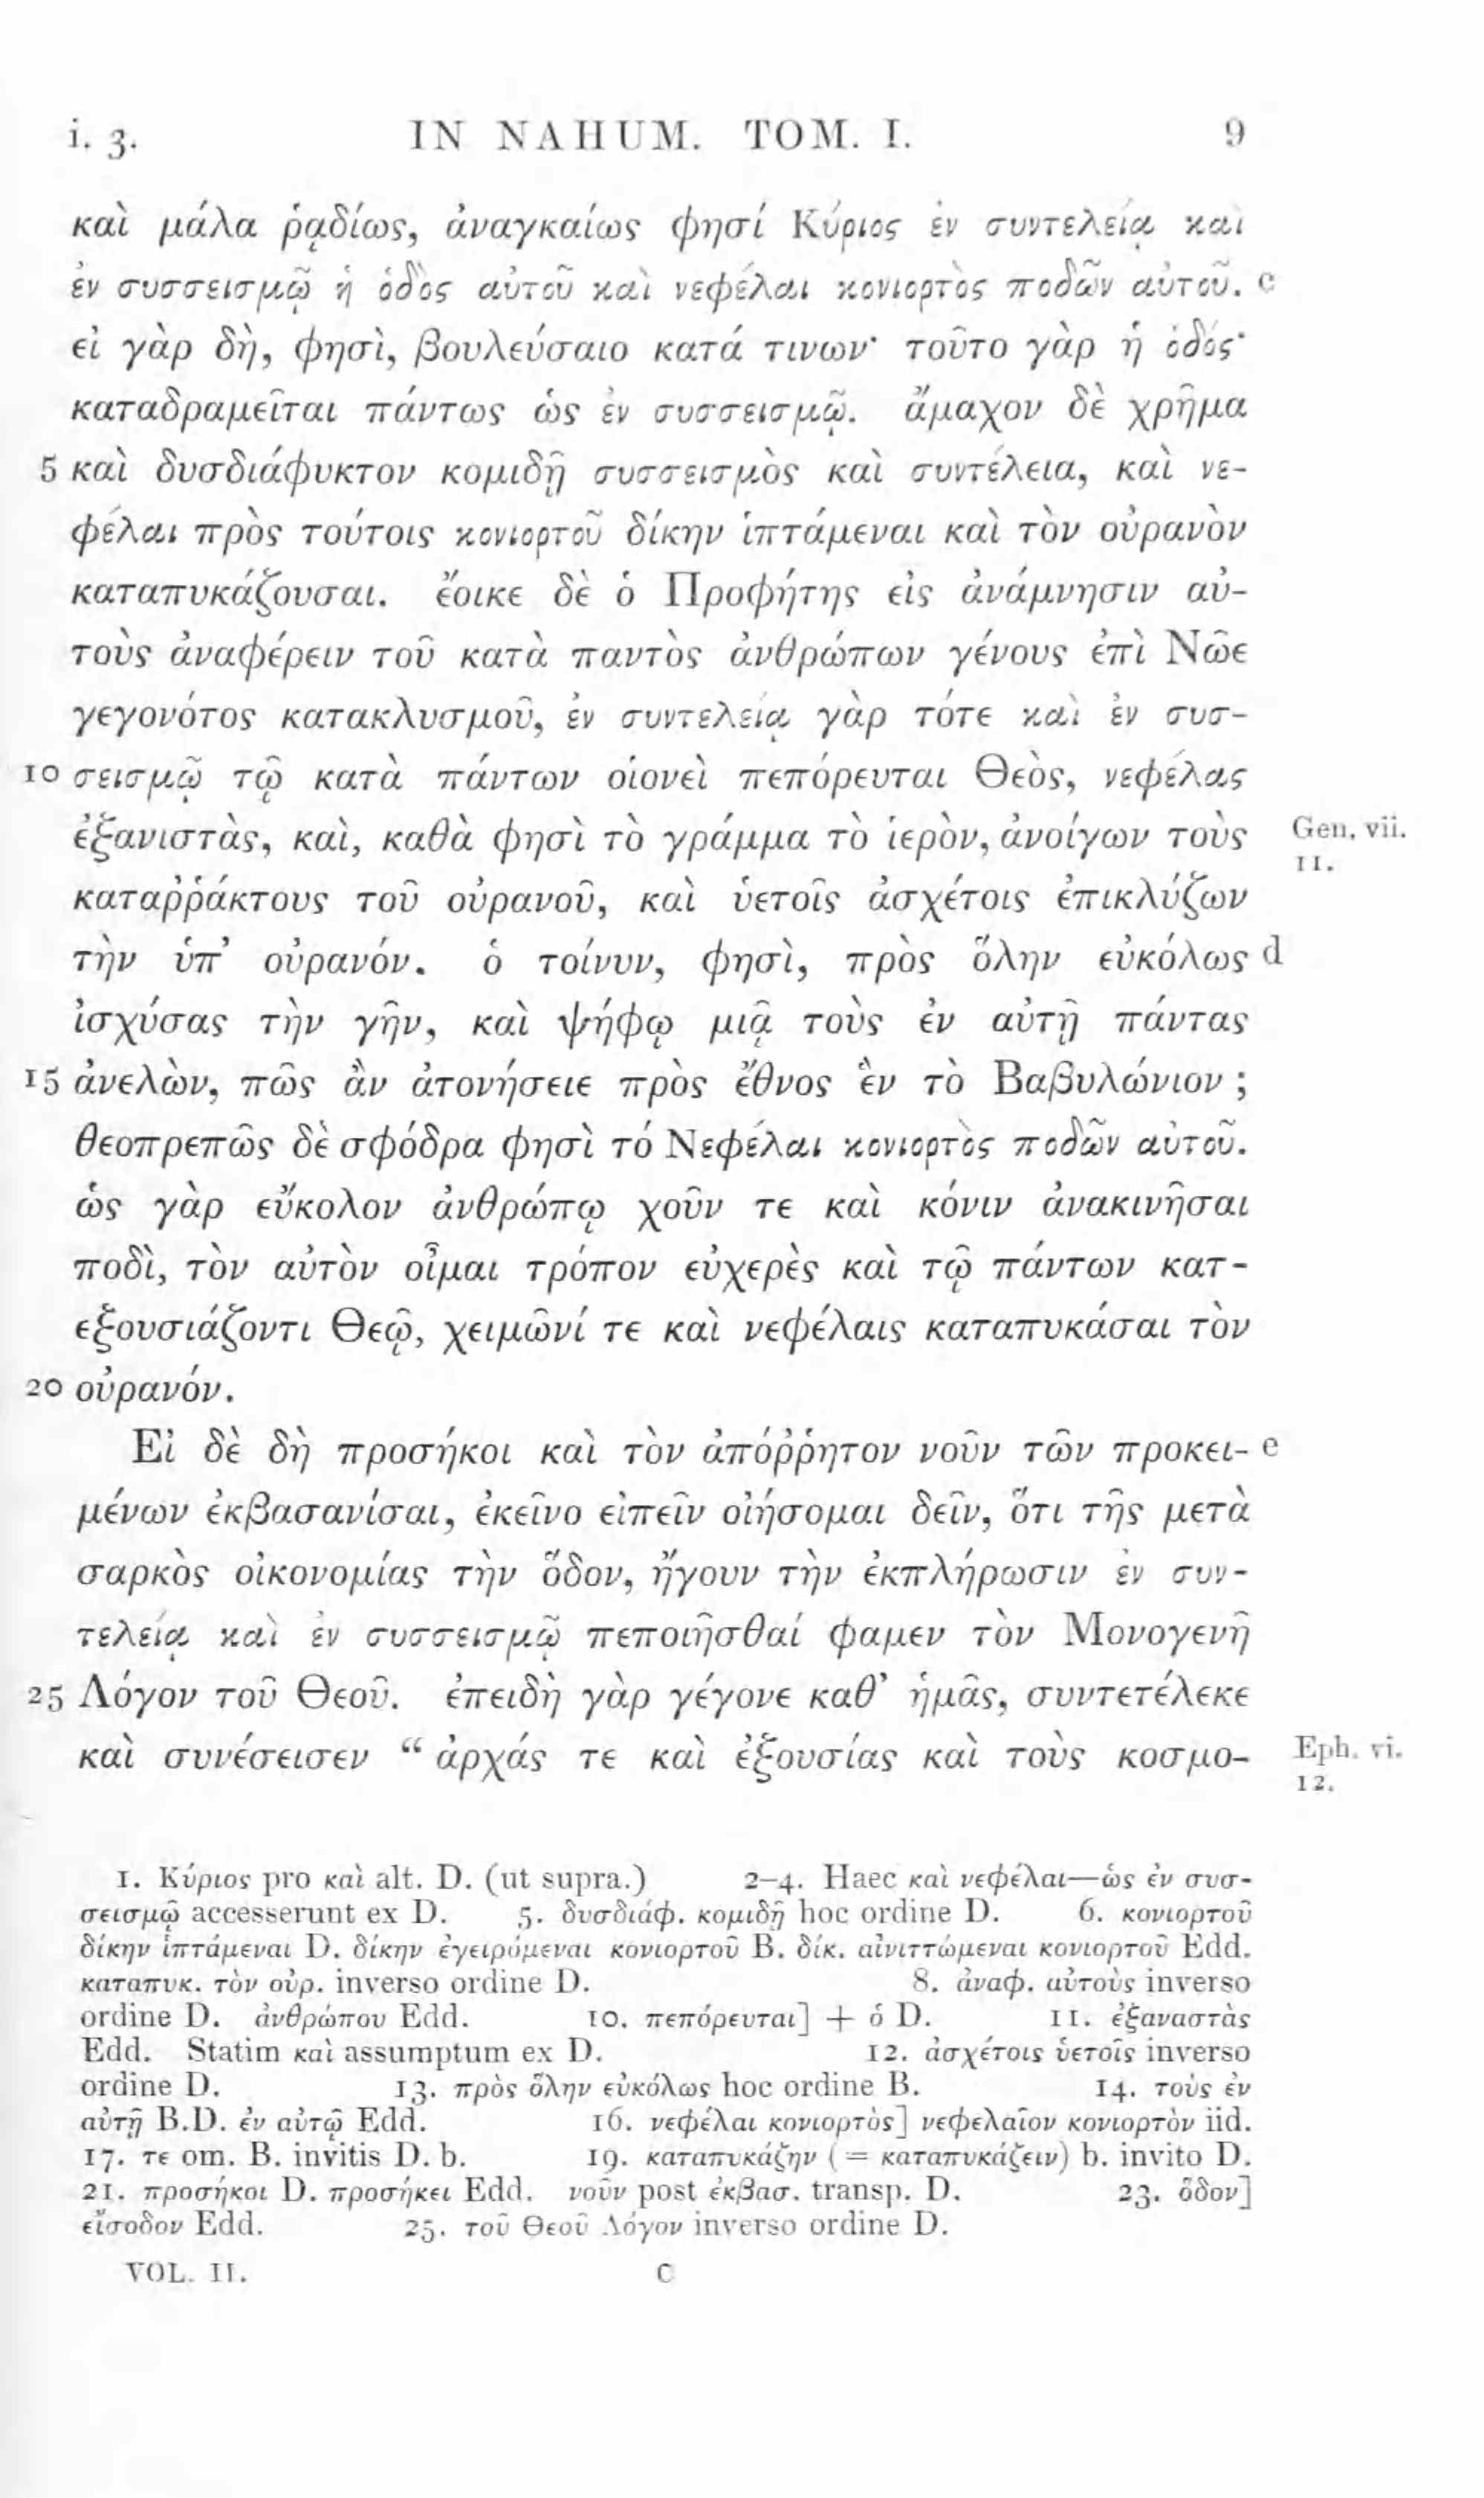 i. 3. IN NAHUM. TOM. I. 9
καὶ μάλα ῥᾳδίως, ἀναγκαίως φησί Κύριος ἐν συντελείᾳ καὶ
ἐν συσσεισμῷ ἡ ὁδὸς αὐτοῦ καὶ νεφέλαι κονιορτὸς ποδῶν αὐτοῦ. c
εἰ γὰρ δὴ, φησὶ, βουλεύσαιο κατά τινων· τοῦτο γὰρ ἡ ὁδός·
καταδραμεῖται πάντως ὡς ἐν συσσεισμῷ. ἄμαχον δὲ χρῆμα
5 καὶ δυσδιάφυκτον κομιδῇ συσσεισμὸς καὶ συντέλεια, καὶ νε-
φέλαι πρὸς τούτοις κονιορτοῦ δίκην ἱπτάμεναι καὶ τὸν οὐρανὸν
καταπυκάζουσαι. ἔοικε δὲ ὁ Προφήτης εἰς ἀνάμνησιν αὐ-
τοὺς ἀναφέρειν τοῦ κατὰ παντὸς ἀνθρώπων γένους ἐπὶ Νῶε
γεγονότος κατακλυσμοῦ, ἐν συντελείᾳ γὰρ τότε καὶ ἐν συσ-
10 σεισμῷ τῷ κατὰ πάντων οἱονεὶ πεπόρευται Θεὸς, νεφέλας
ἐξανιστὰς, καὶ, καθὰ φησὶ τὸ γράμμα τὸ ἱερὸν, ἀνοίγων τοὺς Gen. vii.
11.
καταῤῥάκτους τοῦ οὐρανοῦ, καὶ ὑετοῖς ἀσχέτοις ἐπικλύζων
τὴν ὑπ’ οὐρανόν. ὁ τοίνυν, φησὶ, πρὸς ὅλην εὐκόλως d
ἰσχύσας τὴν γῆν, καὶ ψήφῳ μιᾷ τοὺς ἐν αὐτῇ πάντας
15 ἀνελὼν, πῶς ἂν ἀτονήσειε πρὸς ἔθνος ἓν τὸ Βαβυλώνιον ;
θεοπρεπῶς δὲ σφόδρα φησὶ τό Νεφέλαι κονιορτὸς ποδῶν αὐτοῦ.
ὡς γὰρ εὔκολον ἀνθρώπῳ χοῦν τε καὶ κόνιν ἀνακινῆσαι
ποδὶ, τὸν αὐτὸν οἶμαι τρόπον εὐχερὲς καὶ τῷ πάντων κατ-
εξουσιάζοντι Θεῷ, χειμῶνί τε καὶ νεφέλαις καταπυκάσαι τὸν
20 οὐρανόν.
Εἰ δὲ δὴ προσήκοι καὶ τὸν ἀπόῤῥητον νοῦν τῶν προκει- e
μένων ἐκβασανίσαι, ἐκεῖνο εἰπεῖν οἰήσομαι δεῖν, ὅτι τῆς μετὰ
σαρκὸς οἰκονομίας τὴν ὅδον, ἤγουν τὴν ἐκπλήρωσιν ἐν συν-
τελείᾳ καὶ ἐν συσσεισμῷ πεποιῆσθαί φαμεν τὸν Μονογενῆ
25 Λόγον τοῦ Θεοῦ. ἐπειδὴ γὰρ γέγονε καθ’ ἡμᾶς, συντετέλεκε
καὶ συνέσεισεν “ ἀρχάς τε καὶ ἐξουσίας καὶ τοὺς κοσμο- Eph. vi.
12.
1. Κύριος pro καὶ alt. D. (ut supra.) 2–4. Haec καὶ νεφέλαι—ὡς ἐν συσ-
σεισμῷ accesserunt ex D. 5. δυσδιάφ. κομιδῇ hoc ordine D. 6. κονιορτοῦ
δίκην ἱπτάμεναι D. δίκην ἐγειρόμεναι κονιορτοῦ B. δίκ. αἰνιττώμεναι κονιορτοῦ Edd.
καταπυκ. τὸν οὐρ. inverso ordine D. 8. ἀναφ. αὐτοὺς inverso
ordine D. ἀνθρώπου Edd. 10. πεπόρευται] + ὁ D. 11. ἐξαναστὰς
Edd. Statim καὶ assumptum ex D. 12. ἀσχέτοις ὑετοῖς inverso
ordine D. 13. πρὸς ὅλην εὐκόλως hoc ordine B. 14. τοὺς ἐν
αὐτῇ B.D. ἐν αὐτῷ Edd. 16. νεφέλαι κονιορτὸς] νεφελαῖον κονιορτὸν iid.
17. τε om. B. invitis D. b. 19. καταπυκάζην ( = καταπυκάζειν) b. invito D.
21. προσήκοι D. προσήκει Edd. νοῦν post ἐκβασ. transp. D. 23. ὅδον]
εἴσοδον Edd. 25. τοῦ Θεοῦ Λόγον inverso ordine D.
VOL. II. C